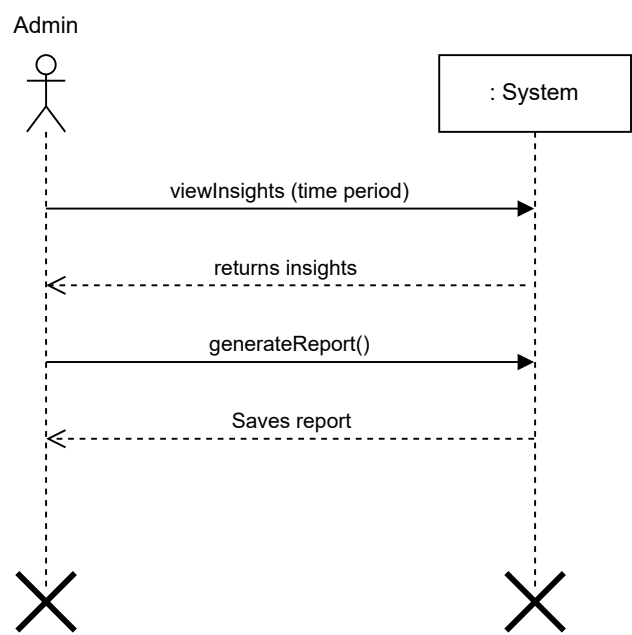 Admin
: System
viewInsights (time period)
returns insights
generateReport()
Saves report